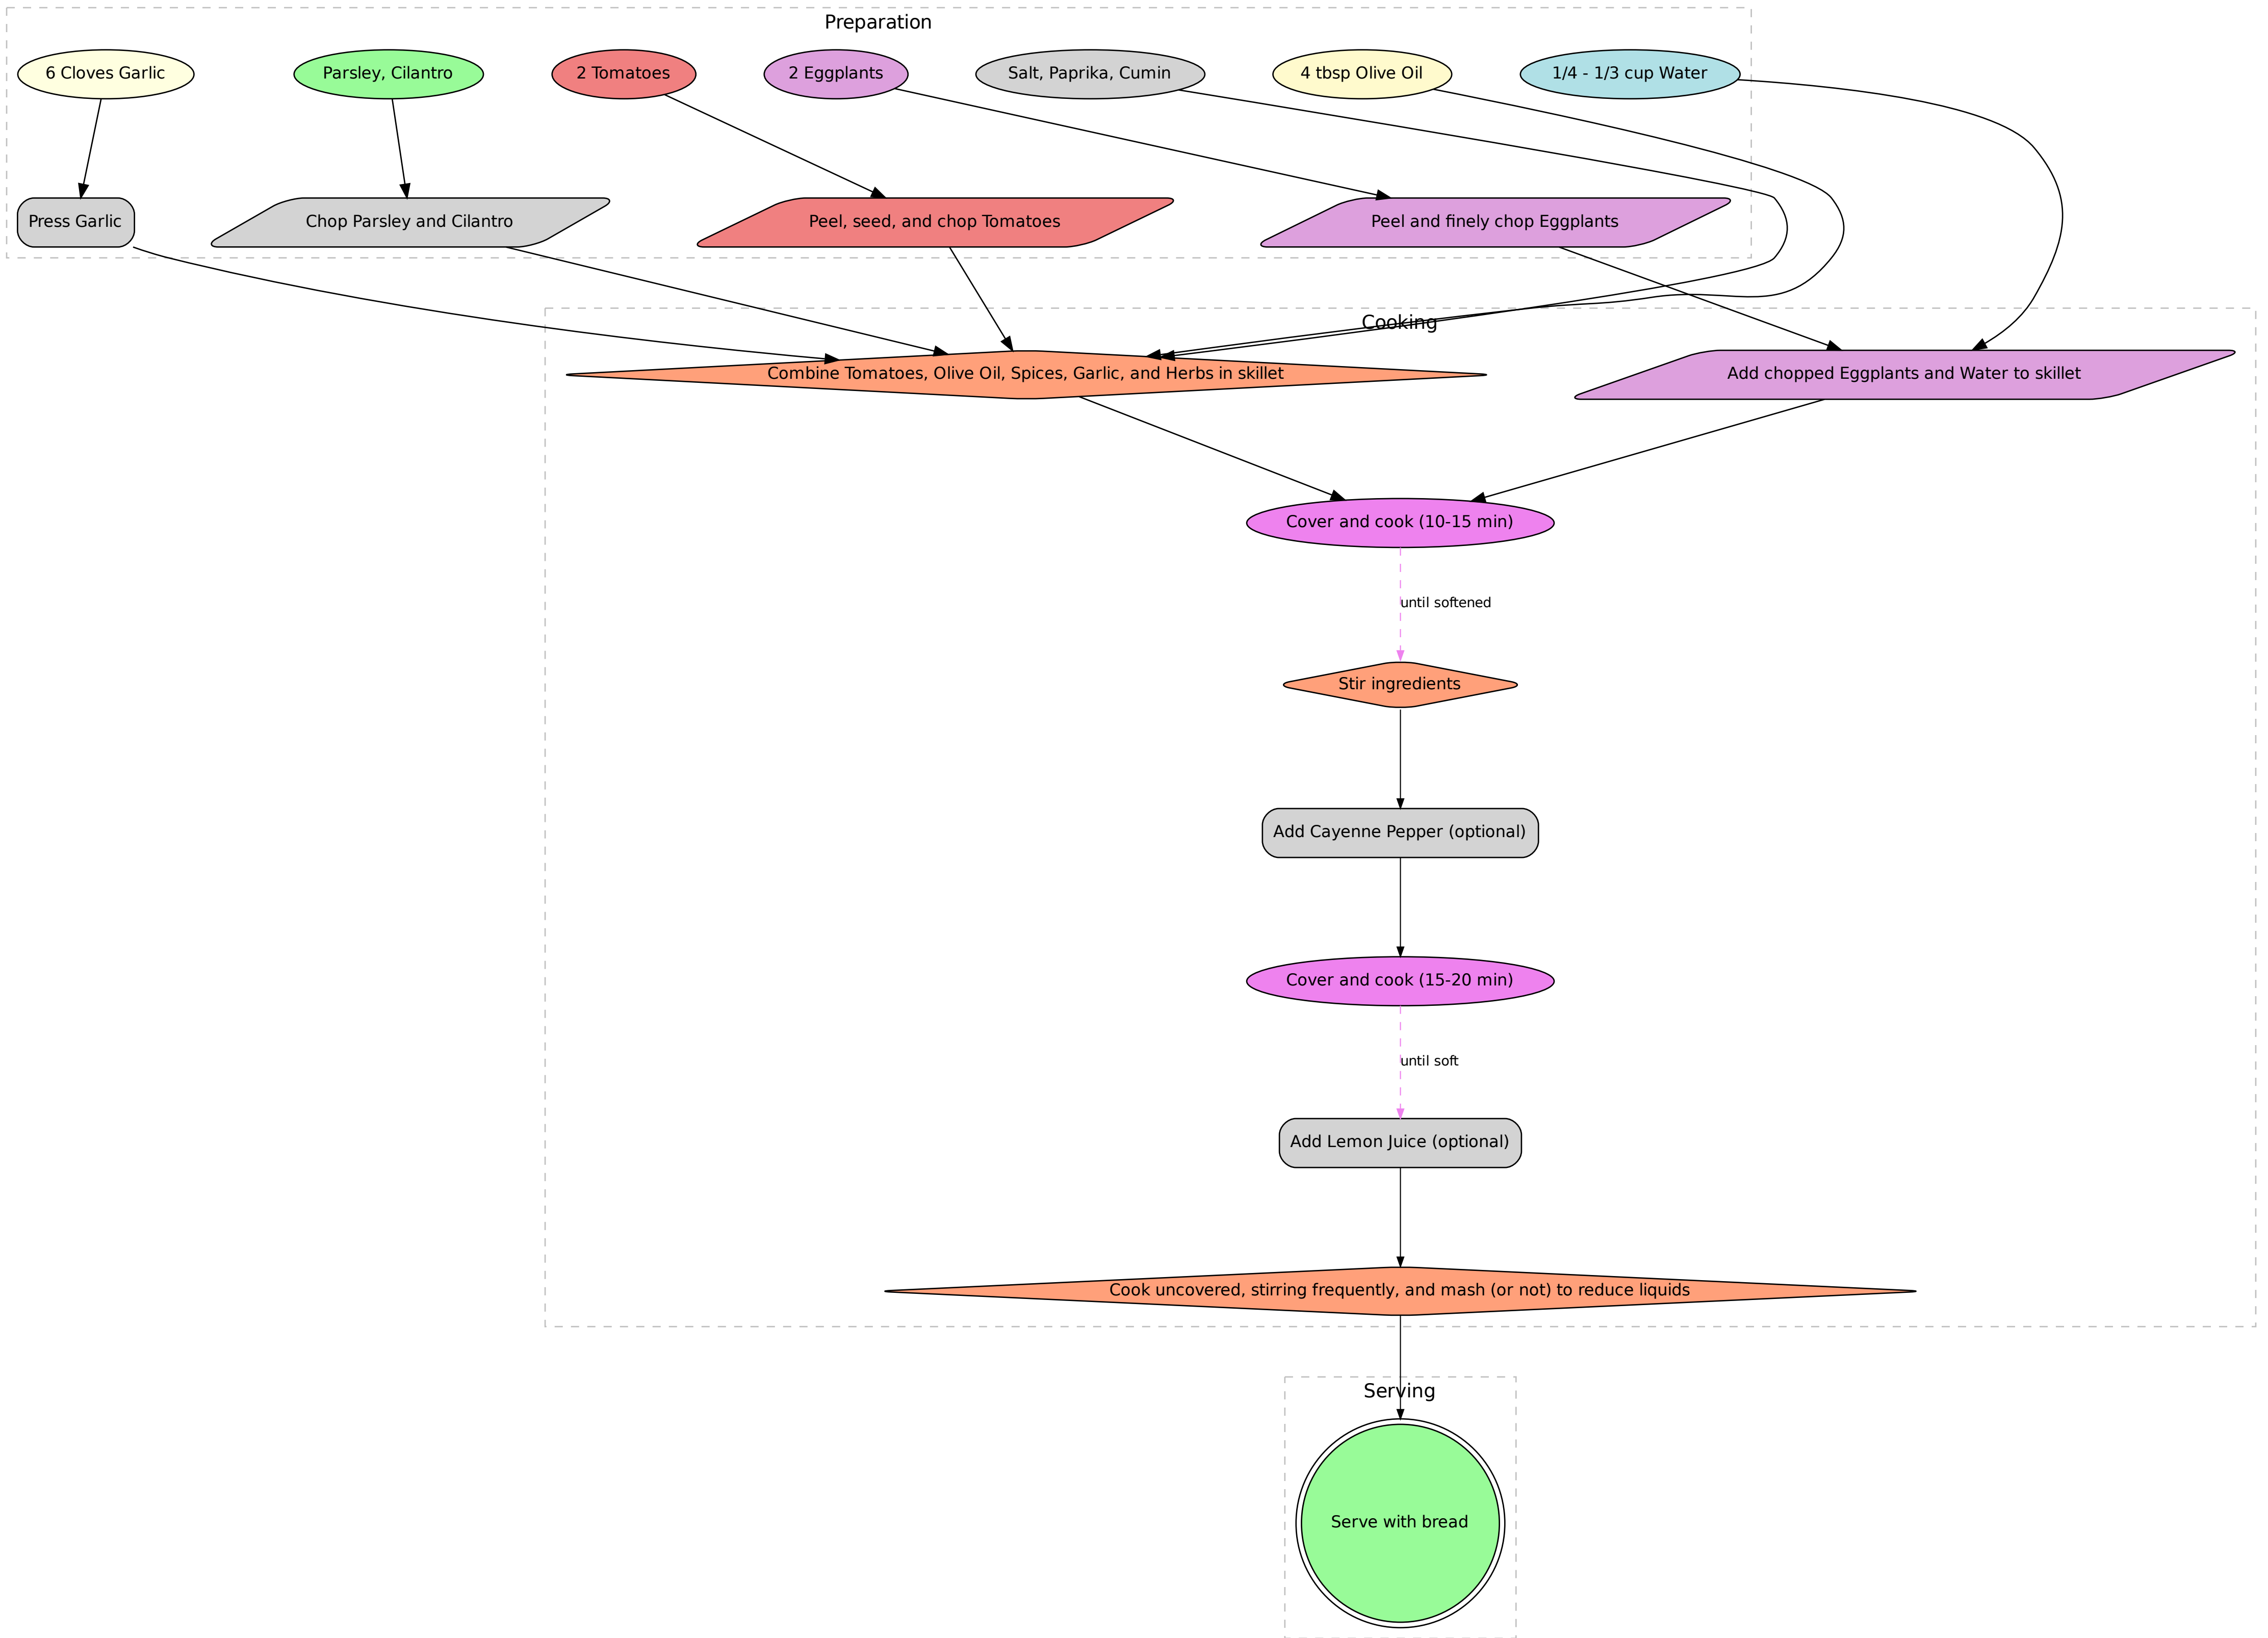 Preparation
6 Cloves Garlic
Parsley, Cilantro
2 Tomatoes
2 Eggplants
Salt, Paprika, Cumin
4 tbsp Olive Oil
1/4 - 1/3 cup Water
Press Garlic
Chop Parsley and Cilantro
Peel, seed, and chop Tomatoes
Peel and finely chop Eggplants
Cooking
Combine Tomatoes, Olive Oil, Spices, Garlic, and Herbs in skillet
Add chopped Eggplants and Water to skillet
Cover and cook (10-15 min)
until softened
Stir ingredients
Add Cayenne Pepper (optional)
Cover and cook (15-20 min)
until soft
Add Lemon Juice (optional)
Cook uncovered, stirring frequently, and mash (or not) to reduce liquids
Serving
Serve with bread